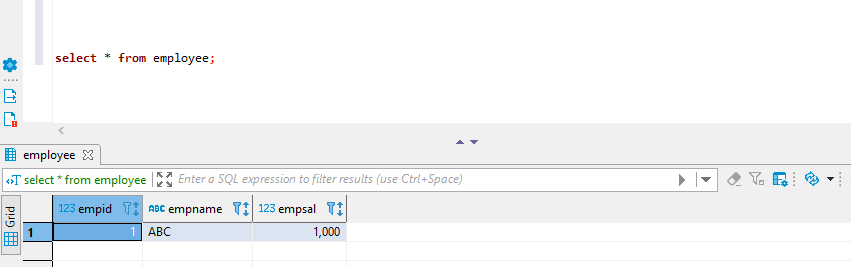 select * from employee;
employee
select * from employee Enter a SQL expression to filter results (use Ctrl+Space)
Grid
123 empid ABC empname 123 empsal
1 1 ABC 1,000